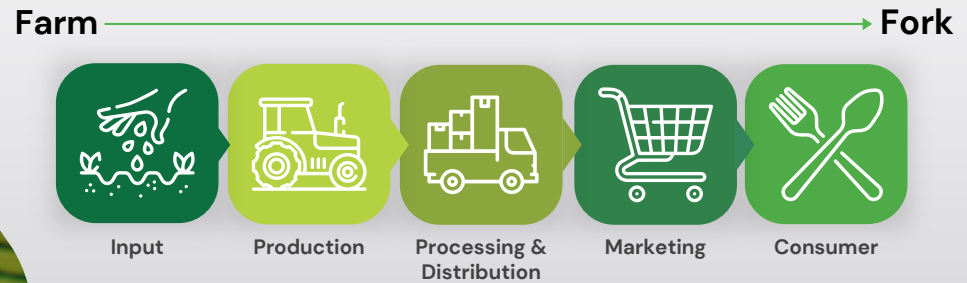 Farm
Fork
Input
Production
Processing &
Distribution
Marketing
Consumer